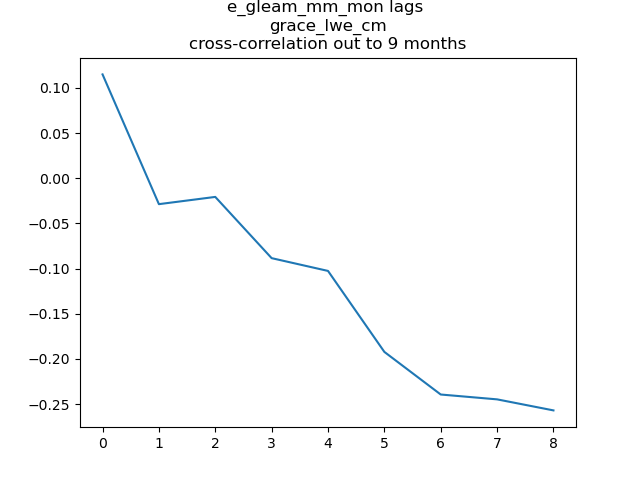 e_gleam_mm_mon lags
grace_lwe_cm
cross-correlation out to 9 months
0.10
0.05
0.00
−0.05
−0.10
−0.15
−0.20
−0.25
0 1 2 3 4 5 6 7 8